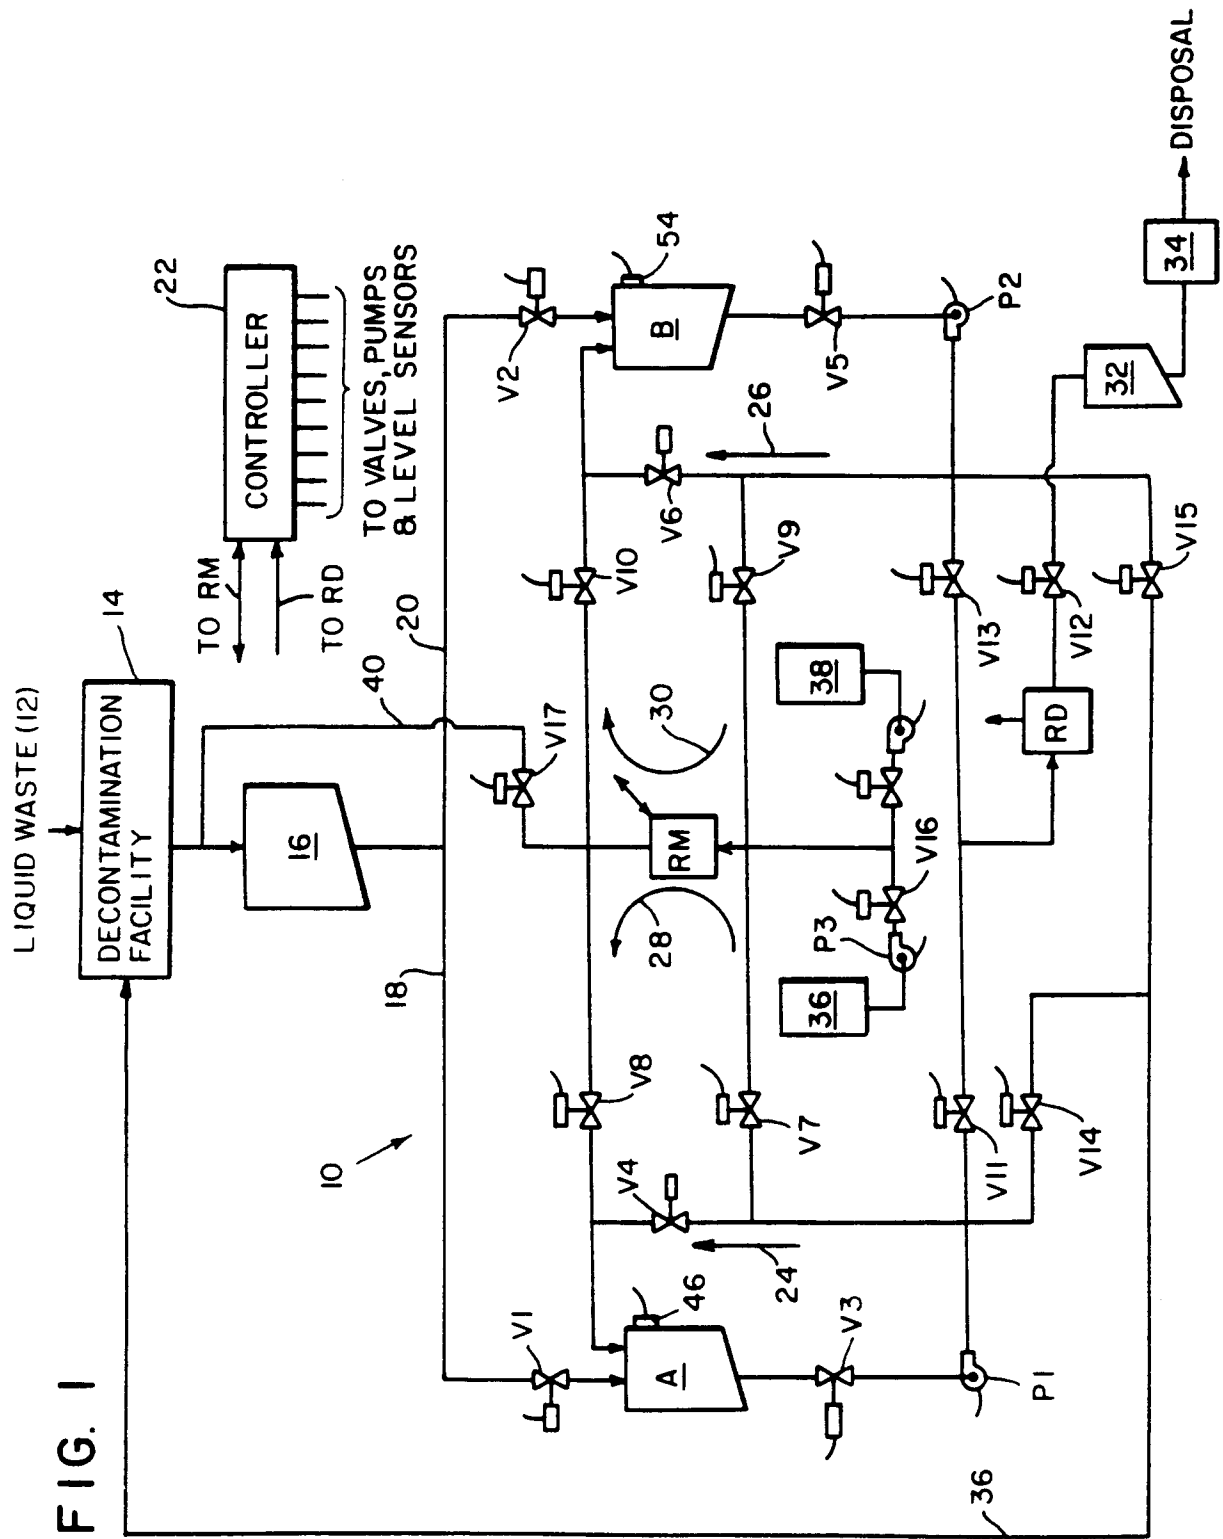 FIG. 1
LIQUID WASTE (12)
DECONTAMINATION
FACILITY
14
16
40
22
CONTROLLER
TO RM
TO RD
TO VALVES, PUMPS
& LEVEL SENSORS
10
18
20
V1
V2
V17
A
46
B
54
V8
V10
V4
V6
24
26
28
30
RM
V7
V9
V3
V5
36
38
P3
V16
P1
P2
V11
V13
RD
V12
V14
V15
32
34
DISPOSAL
36